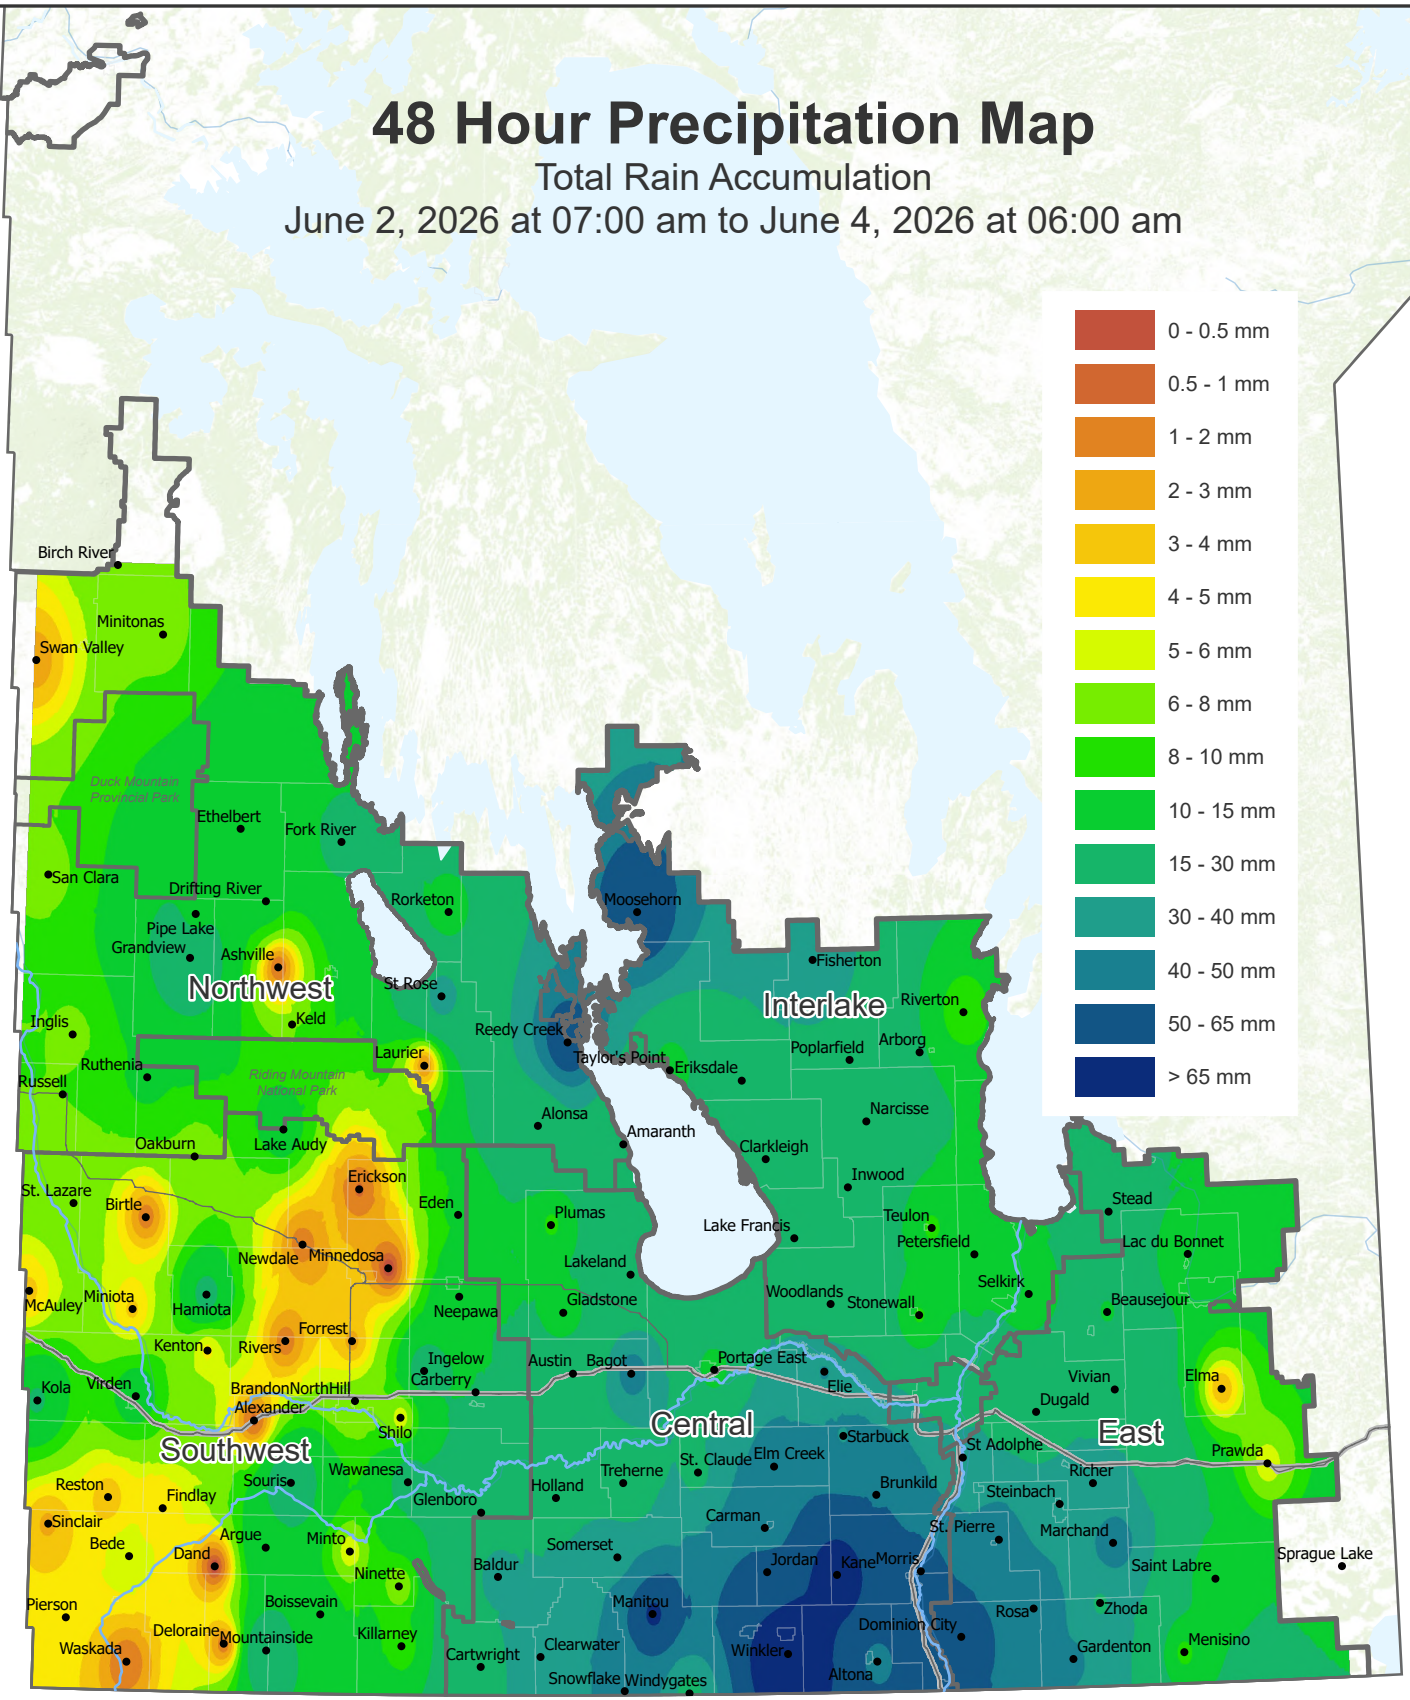 48 Hour Precipitation Map
Total Rain Accumulation
June 2, 2026 at 07:00 am to June 4, 2026 at 06:00 am
0 - 0.5 mm
0.5 - 1 mm
1 - 2 mm
2 - 3 mm
3 - 4 mm
4 - 5 mm
5 - 6 mm
6 - 8 mm
8 - 10 mm
10 - 15 mm
15 - 30 mm
30 - 40 mm
40 - 50 mm
50 - 65 mm
> 65 mm
Birch River
Minitonas
Swan Valley
Duck Mountain
Provincial Park
Ethelbert
Fork River
San Clara
Drifting River
Rorketon
Pipe Lake
Grandview
Ashville
Northwest
St Rose
Keld
Inglis
Laurier
Ruthenia
Russell
Riding Mountain
National Park
Oakburn
Lake Audy
Moosehorn
Fisherton
Interlake
Riverton
Reedy Creek
Taylor's Point
Eriksdale
Poplarfield
Arborg
Alonsa
Narcisse
Amaranth
Clarkleigh
Inwood
Lake Francis
Teulon
Petersfield
Selkirk
Woodlands
Stonewall
Stead
Lac du Bonnet
Beausejour
St. Lazare
Birtle
Erickson
Eden
Plumas
Newdale
Minnedosa
Lakeland
McAuley
Miniota
Hamiota
Neepawa
Gladstone
Kenton
Rivers
Forrest
Ingelow
Austin
Bagot
Portage East
Elie
Kola
Virden
BrandonNorthHill
Carberry
Alexander
Shilo
Southwest
Central
Starbuck
Vivian
Elma
Dugald
East
St Adolphe
Prawda
Reston
Findlay
Souris
Wawanesa
Holland
Treherne
St. Claude
Elm Creek
Brunkild
Richer
Steinbach
Sinclair
Glenboro
Carman
St. Pierre
Marchand
Bede
Argue
Minto
Dand
Baldur
Somerset
Jordan
Kane
Morris
Saint Labre
Sprague Lake
Ninette
Pierson
Boissevain
Manitou
Rosa
Zhoda
Waskada
Deloraine
Mountainside
Killarney
Cartwright
Clearwater
Winkler
Dominion City
Gardenton
Menisino
Snowflake
Windygates
Altona